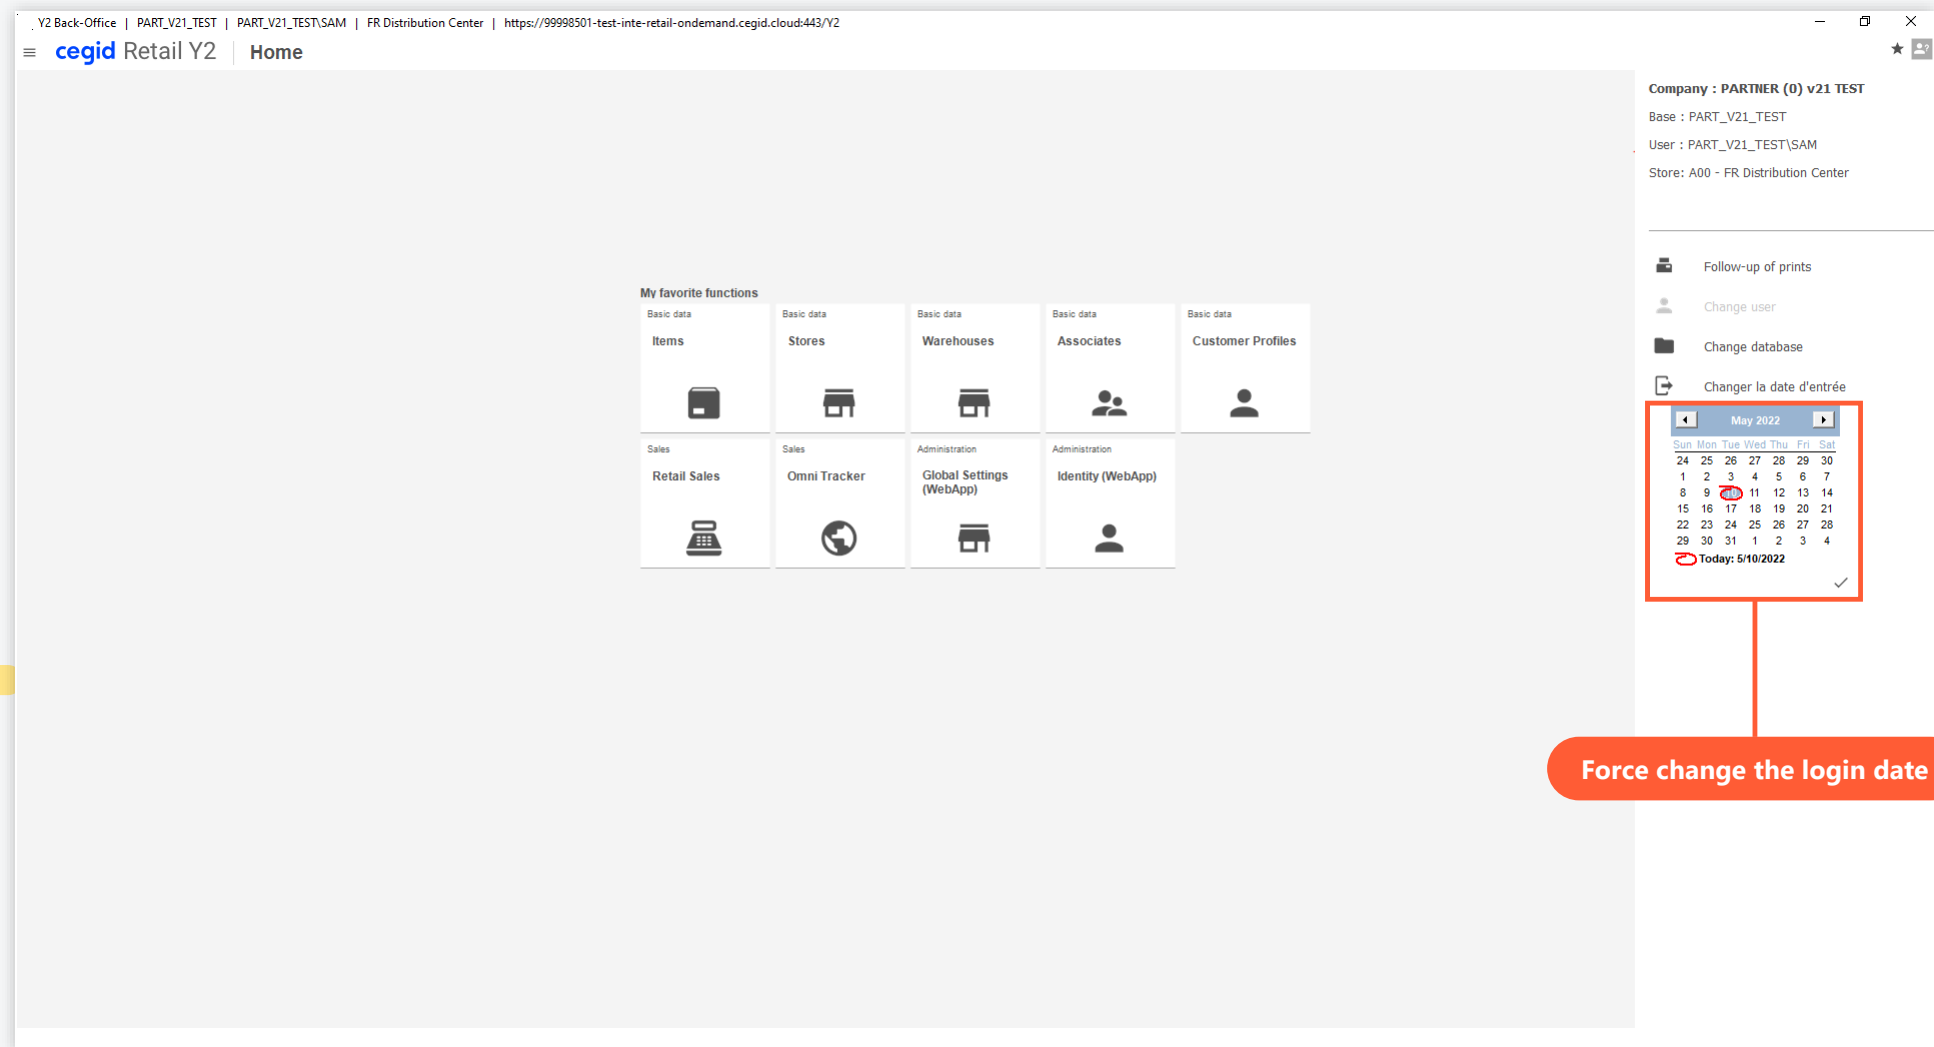 Y2 Back-Office | PART_V21_TEST | PART_V21_TEST\SAM | FR Distribution Center | https://99998501-test-inte-retail-ondemand.cegid.cloud:443/Y2
cegid Retail Y2 Home
Company : PARTNER (0) v21 TEST
Base : PART_V21_TEST
User : PART_V21_TEST\SAM
Store: A00 - FR Distribution Center
Follow-up of prints
Change user
Change database
Changer la date d'entrée
May 2022
Sun Mon Tue Wed Thu Fri Sat
24 25 26 27 28 29 30
1 2 3 4 5 6 7
8 9 10 11 12 13 14
15 16 17 18 19 20 21
22 23 24 25 26 27 28
29 30 31 1 2 3 4
Today: 5/10/2022
Force change the login date
My favorite functions
Basic data
Items
Basic data
Stores
Basic data
Warehouses
Basic data
Associates
Basic data
Customer Profiles
Sales
Retail Sales
Sales
Omni Tracker
Administration
Global Settings
(WebApp)
Administration
Identity (WebApp)